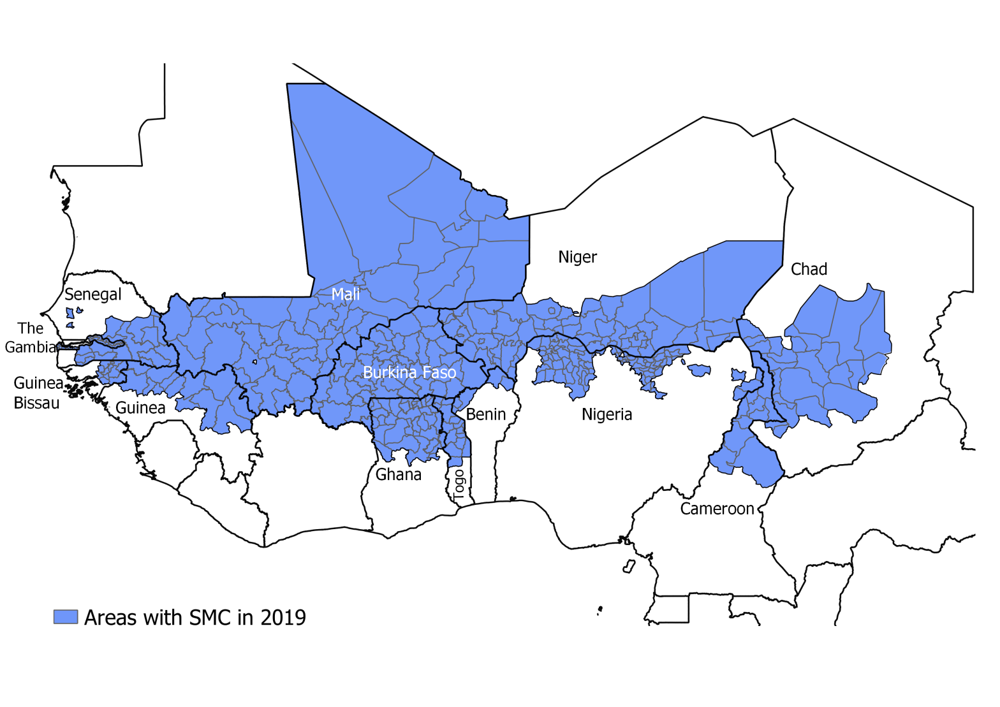 Niger
Chad
Senegal
Mali
The
Gambia
Burkina Faso
Guinea
Bissau
Guinea
Benin
Nigeria
Ghana
Togo
Cameroon
Areas with SMC in 2019